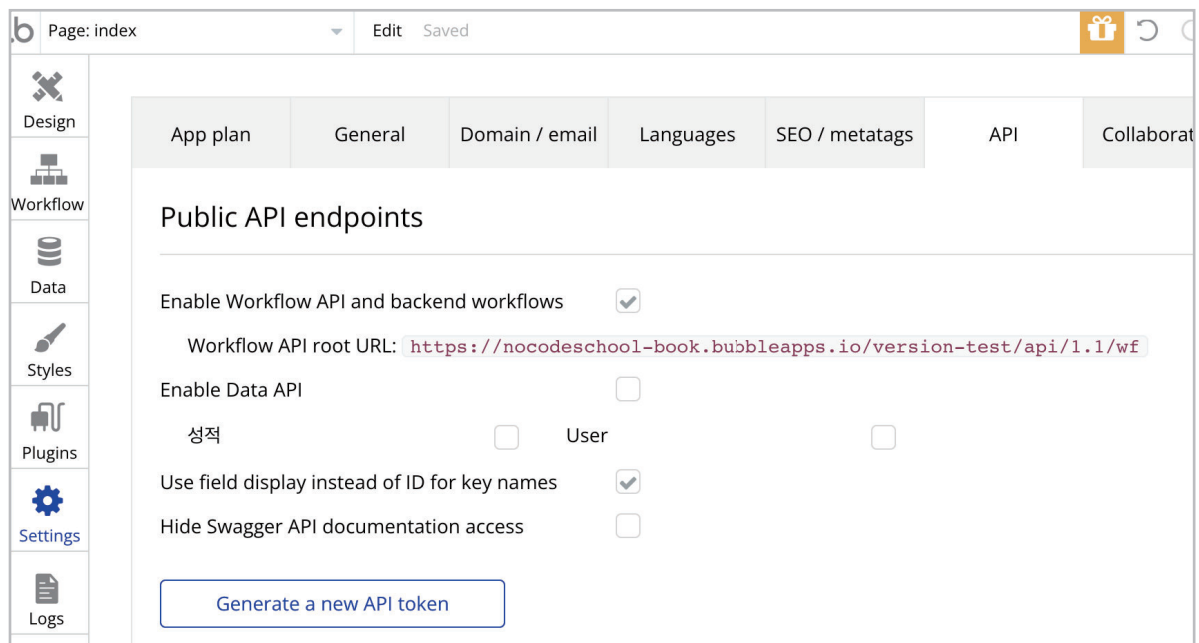 .b Page: index Edit Saved
Design
Workflow
Data
Styles
Plugins
Settings
Logs
App plan General Domain / email Languages SEO / metatags API Collaborat
Public API endpoints
Enable Workflow API and backend workflows
Workflow API root URL: https://nocodeschool-book.bubbleapps.io/version-test/api/1.1/wf
Enable Data API
성적 User
Use field display instead of ID for key names
Hide Swagger API documentation access
Generate a new API token